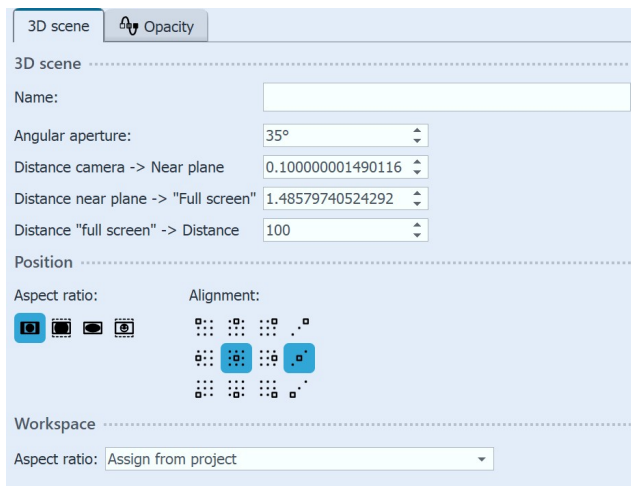 3D scene Opacity
3D scene
Name:
Angular aperture: 35°
Distance camera -> Near plane 0.100000001490116
Distance near plane -> "Full screen" 1.48579740524292
Distance "full screen" -> Distance 100
Position
Aspect ratio: Alignment:
Workspace
Aspect ratio: Assign from project